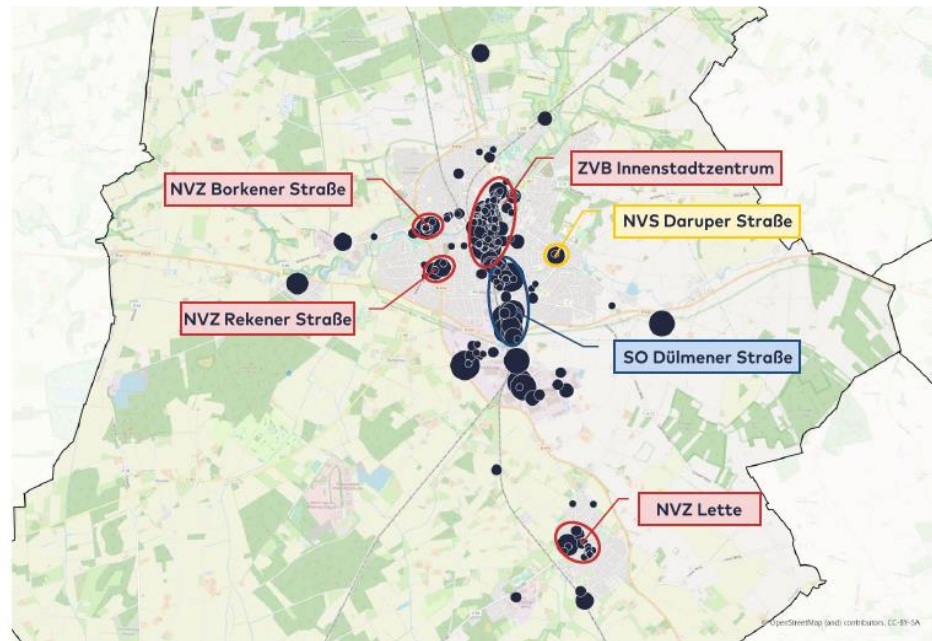 ZVB Innenstadtzentrum
NVZ Borkener Straße
NVS Daruper Straße
NVZ Rekener Straße
SO Dülmener Straße
NVZ Lette
© OpenStreetMap (and) contributors, CC-BY-SA